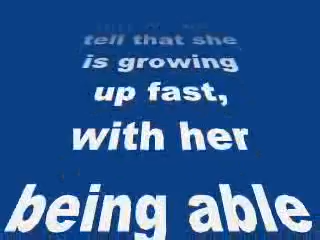 tell that she
is growing
up fast,
with her
being able